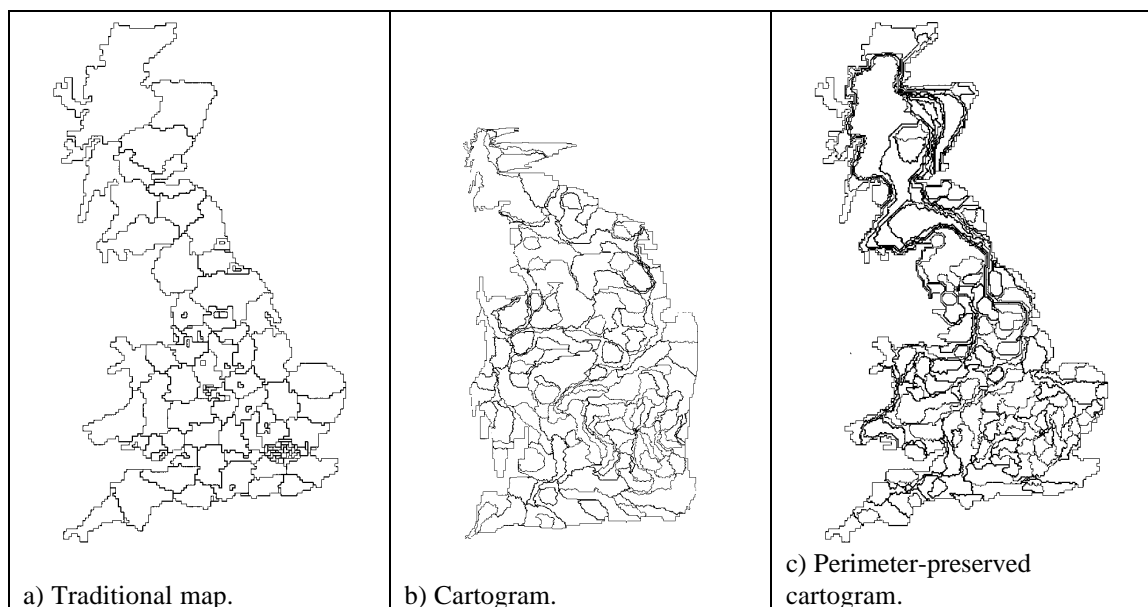 a) Traditional map.
b) Cartogram.
c) Perimeter-preserved
cartogram.